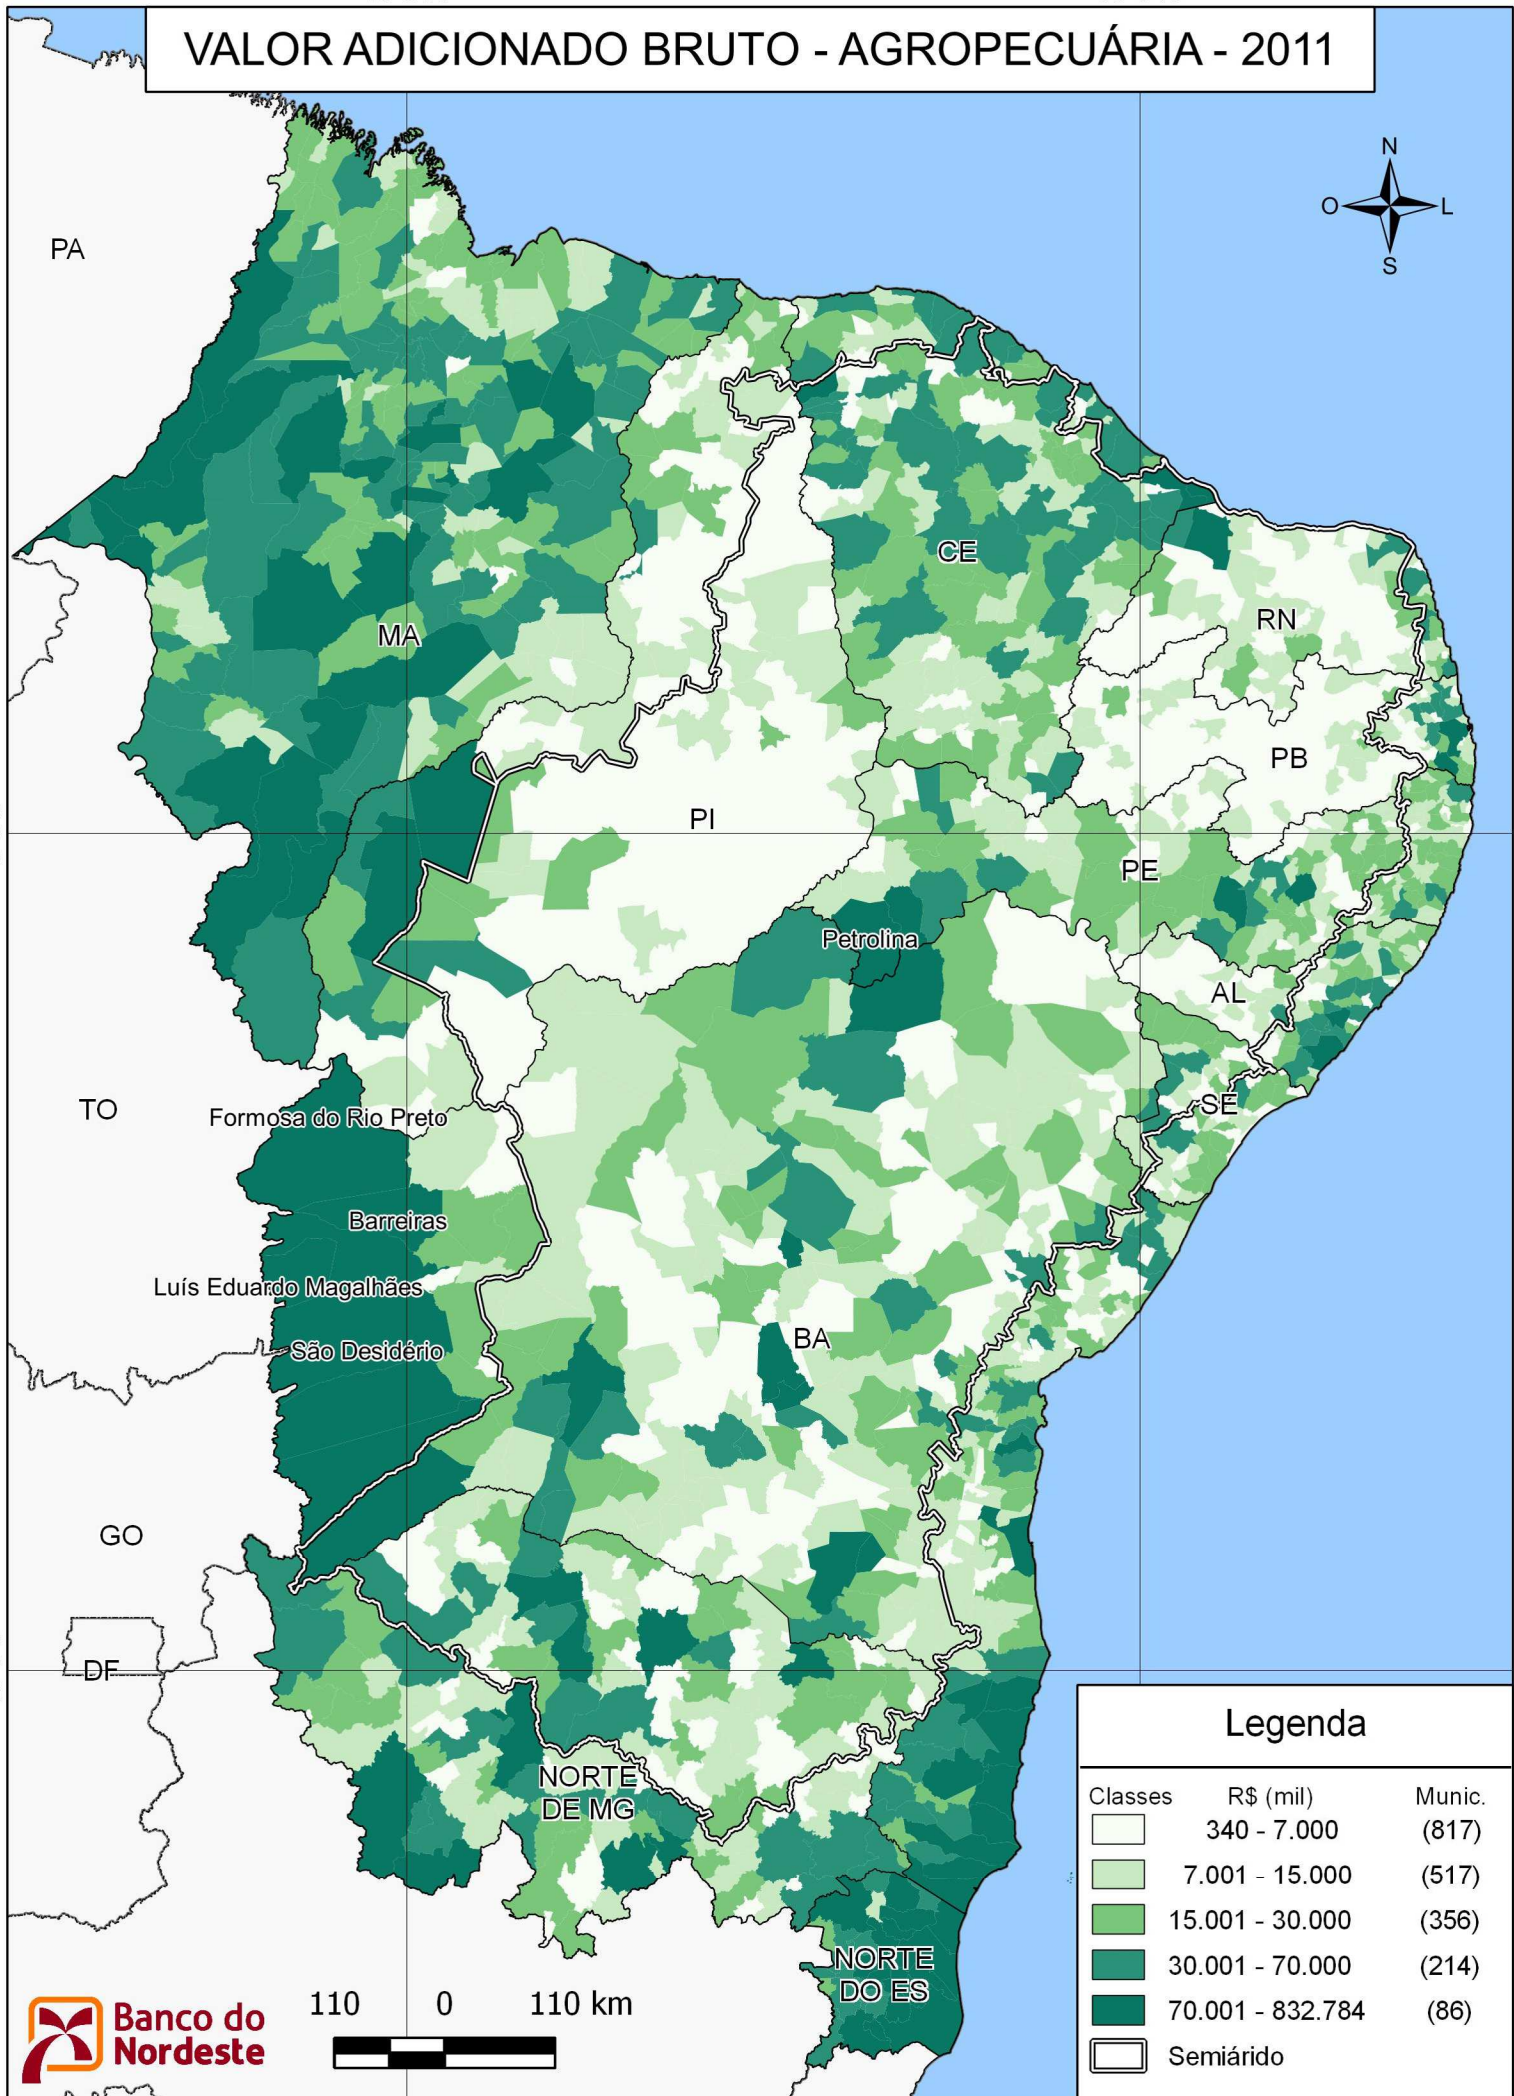 VALOR ADICIONADO BRUTO - AGROPECUÁRIA - 2011
N
O
L
S
PA
CE
RN
MA
PB
PI
PE
Petrolina
AL
TO
SE
Formosa do Rio Preto
Barreiras
Luís Eduardo Magalhães
BA
São Desidério
GO
DF
NORTE
DE MG
NORTE
DO ES
Legenda
Classes R$ (mil) Munic.
340 - 7.000 (817)
7.001 - 15.000 (517)
15.001 - 30.000 (356)
30.001 - 70.000 (214)
70.001 - 832.784 (86)
Semiárido
Banco do
Nordeste
110 0 110 km